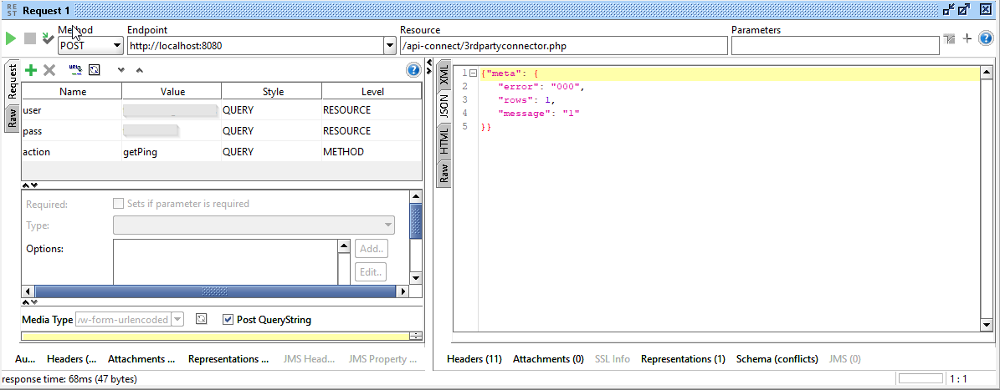 REST Request 1
Method Endpoint Resource Parameters
POST http://localhost:8080 /api-connect/3rdpartyconnector.php
Request
Raw
URL
Name Value Style Level
user QUERY RESOURCE
pass QUERY RESOURCE
action getPing QUERY METHOD
Required: Sets if parameter is required
Type:
Options: Add..
Edit..
Media Type /w-form-urlencoded Post QueryString
Au... Headers (... Attachments ... Representations ... JMS Head... JMS Property ...
XML
JSON
HTML
Raw
1 {"meta": {
2 "error": "000",
3 "rows": 1,
4 "message": "1"
5 }}
Headers (11) Attachments (0) SSL Info Representations (1) Schema (conflicts) JMS (0)
response time: 68ms (47 bytes) 1 : 1